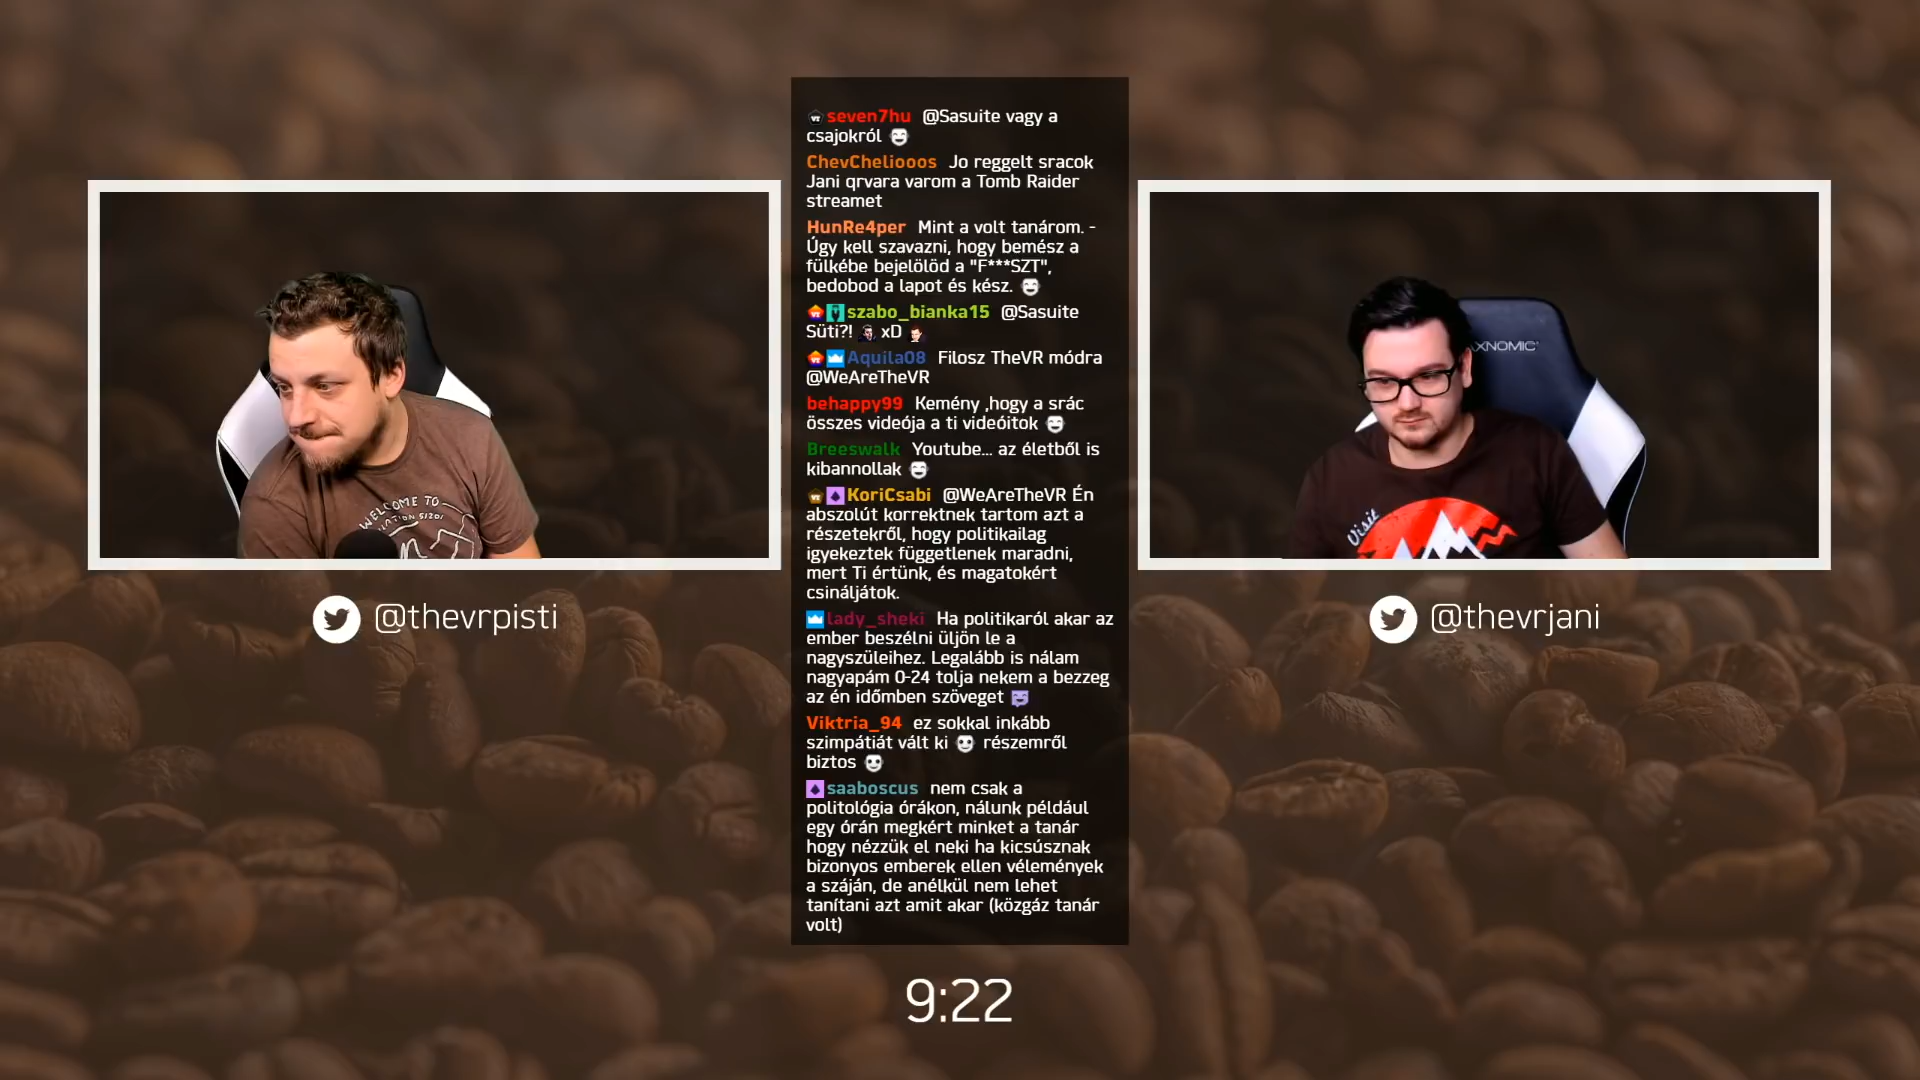 seven7hu @Sasuite vagy a
csajokról
ChevCheliooos Jo reggelt sracok
Jani qrvara varom a Tomb Raider
streamet
HunRe4per Mint a volt tanárom. -
Úgy kell szavazni, hogy bemész a
fülkébe bejelölöd a "F***SZT",
bedobod a lapot és kész.
szabo_bianka15 @Sasuite
Süti?! xD
Aquila08 Filosz TheVR módra
@WeAreTheVR
behappy99 Kemény ,hogy a srác
összes videója a ti videóitok
Breeswalk Youtube... az életből is
kibannollak
KoriCsabi @WeAreTheVR Én
abszolút korrektnek tartom azt a
részetekről, hogy politikailag
igyekeztek függetlenek maradni,
mert Ti értünk, és magatokért
csináljátok.
lady_sheki Ha politikaról akar az
ember beszélni üljön le a
nagyszüleihez. Legalább is nálam
nagyapám 0-24 tolja nekem a bezzeg
az én időmben szöveget
Viktria_94 ez sokkal inkább
szimpátiát vált ki részemről
biztos
saaboscus nem csak a
politológia órákon, nálunk például
egy órán megkért minket a tanár
hogy nézzük el neki ha kicsúsznak
bizonyos emberek ellen vélemények
a száján, de anélkül nem lehet
tanítani azt amit akar (közgáz tanár
volt)
WELCOME TO
XNOMIC
Visit
@thevrpisti
@thevrjani
9:22